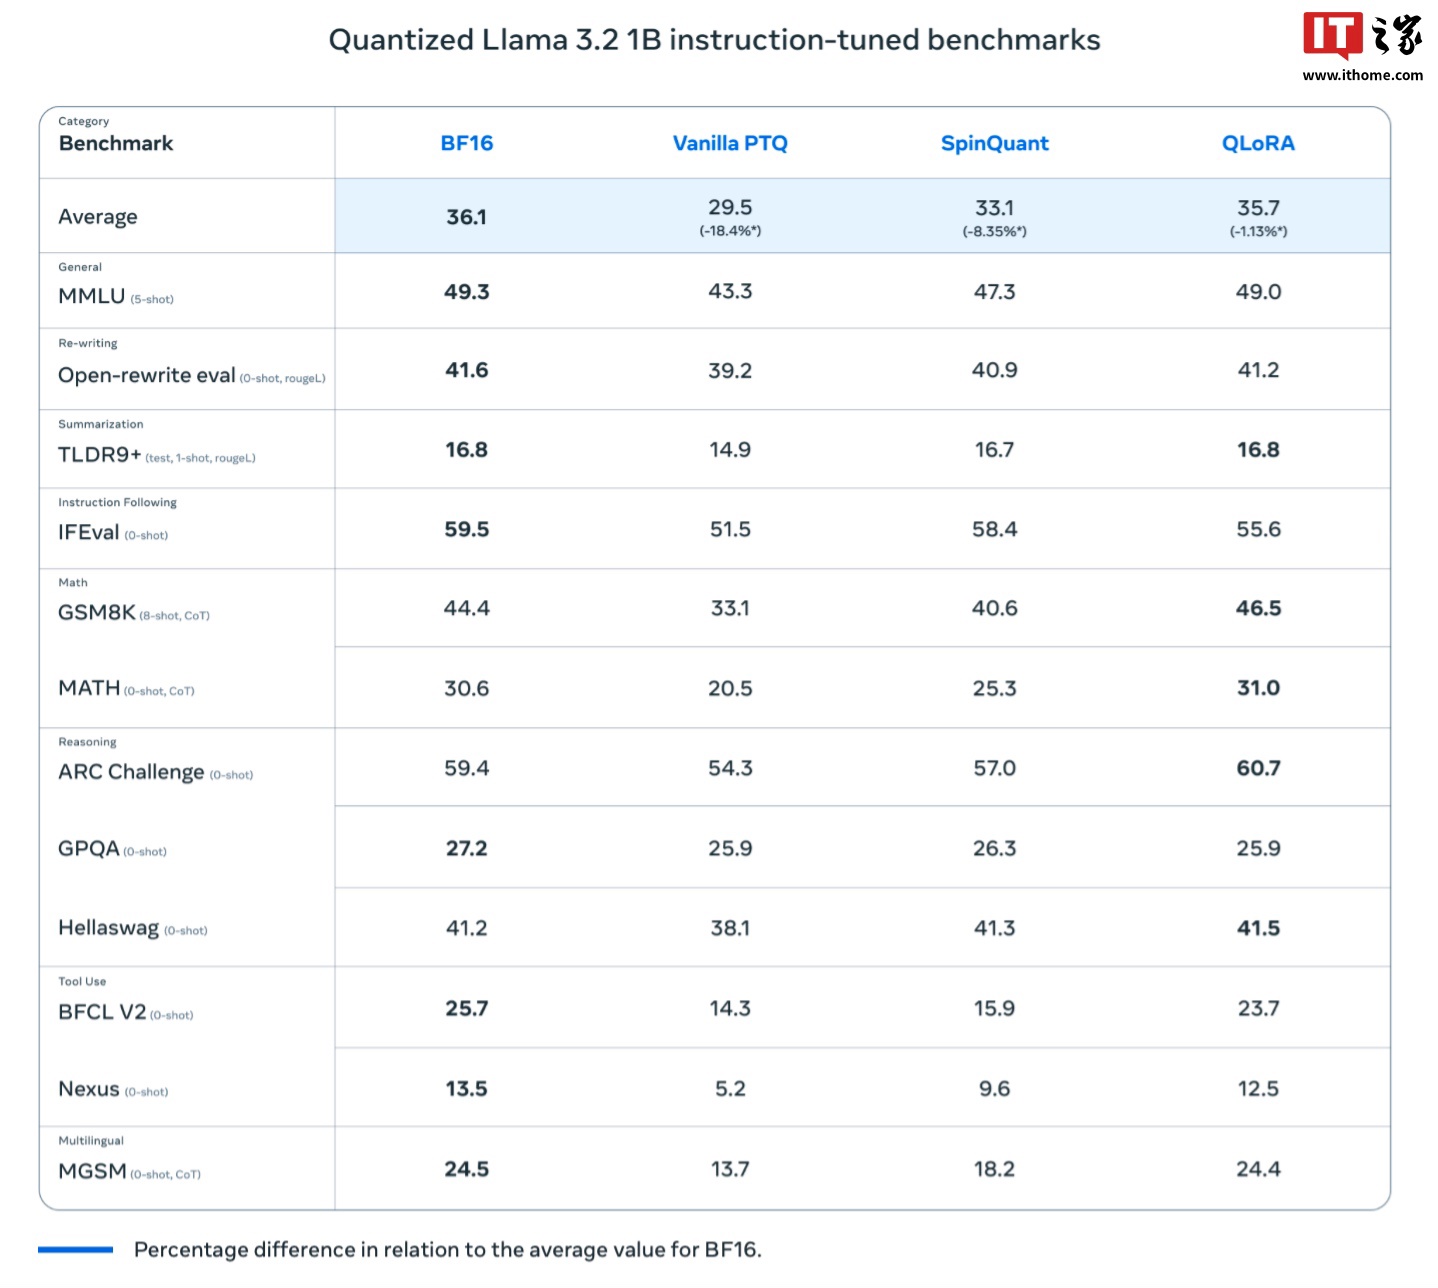 Quantized Llama 3.2 1B instruction-tuned benchmarks
IT之家
www.ithome.com
Category
Benchmark BF16 Vanilla PTQ SpinQuant QLoRA
Average 36.1 29.5 33.1 35.7
(-18.4%*) (-8.35%*) (-1.13%*)
General
MMLU (5-shot) 49.3 43.3 47.3 49.0
Re-writing
Open-rewrite eval (0-shot, rougeL) 41.6 39.2 40.9 41.2
Summarization
TLDR9+ (test, 1-shot, rougeL) 16.8 14.9 16.7 16.8
Instruction Following
IFEval (0-shot) 59.5 51.5 58.4 55.6
Math
GSM8K (8-shot, CoT) 44.4 33.1 40.6 46.5
MATH (0-shot, CoT) 30.6 20.5 25.3 31.0
Reasoning
ARC Challenge (0-shot) 59.4 54.3 57.0 60.7
GPQA (0-shot) 27.2 25.9 26.3 25.9
Hellaswag (0-shot) 41.2 38.1 41.3 41.5
Tool Use
BFCL V2 (0-shot) 25.7 14.3 15.9 23.7
Nexus (0-shot) 13.5 5.2 9.6 12.5
Multilingual
MGSM (0-shot, CoT) 24.5 13.7 18.2 24.4
Percentage difference in relation to the average value for BF16.